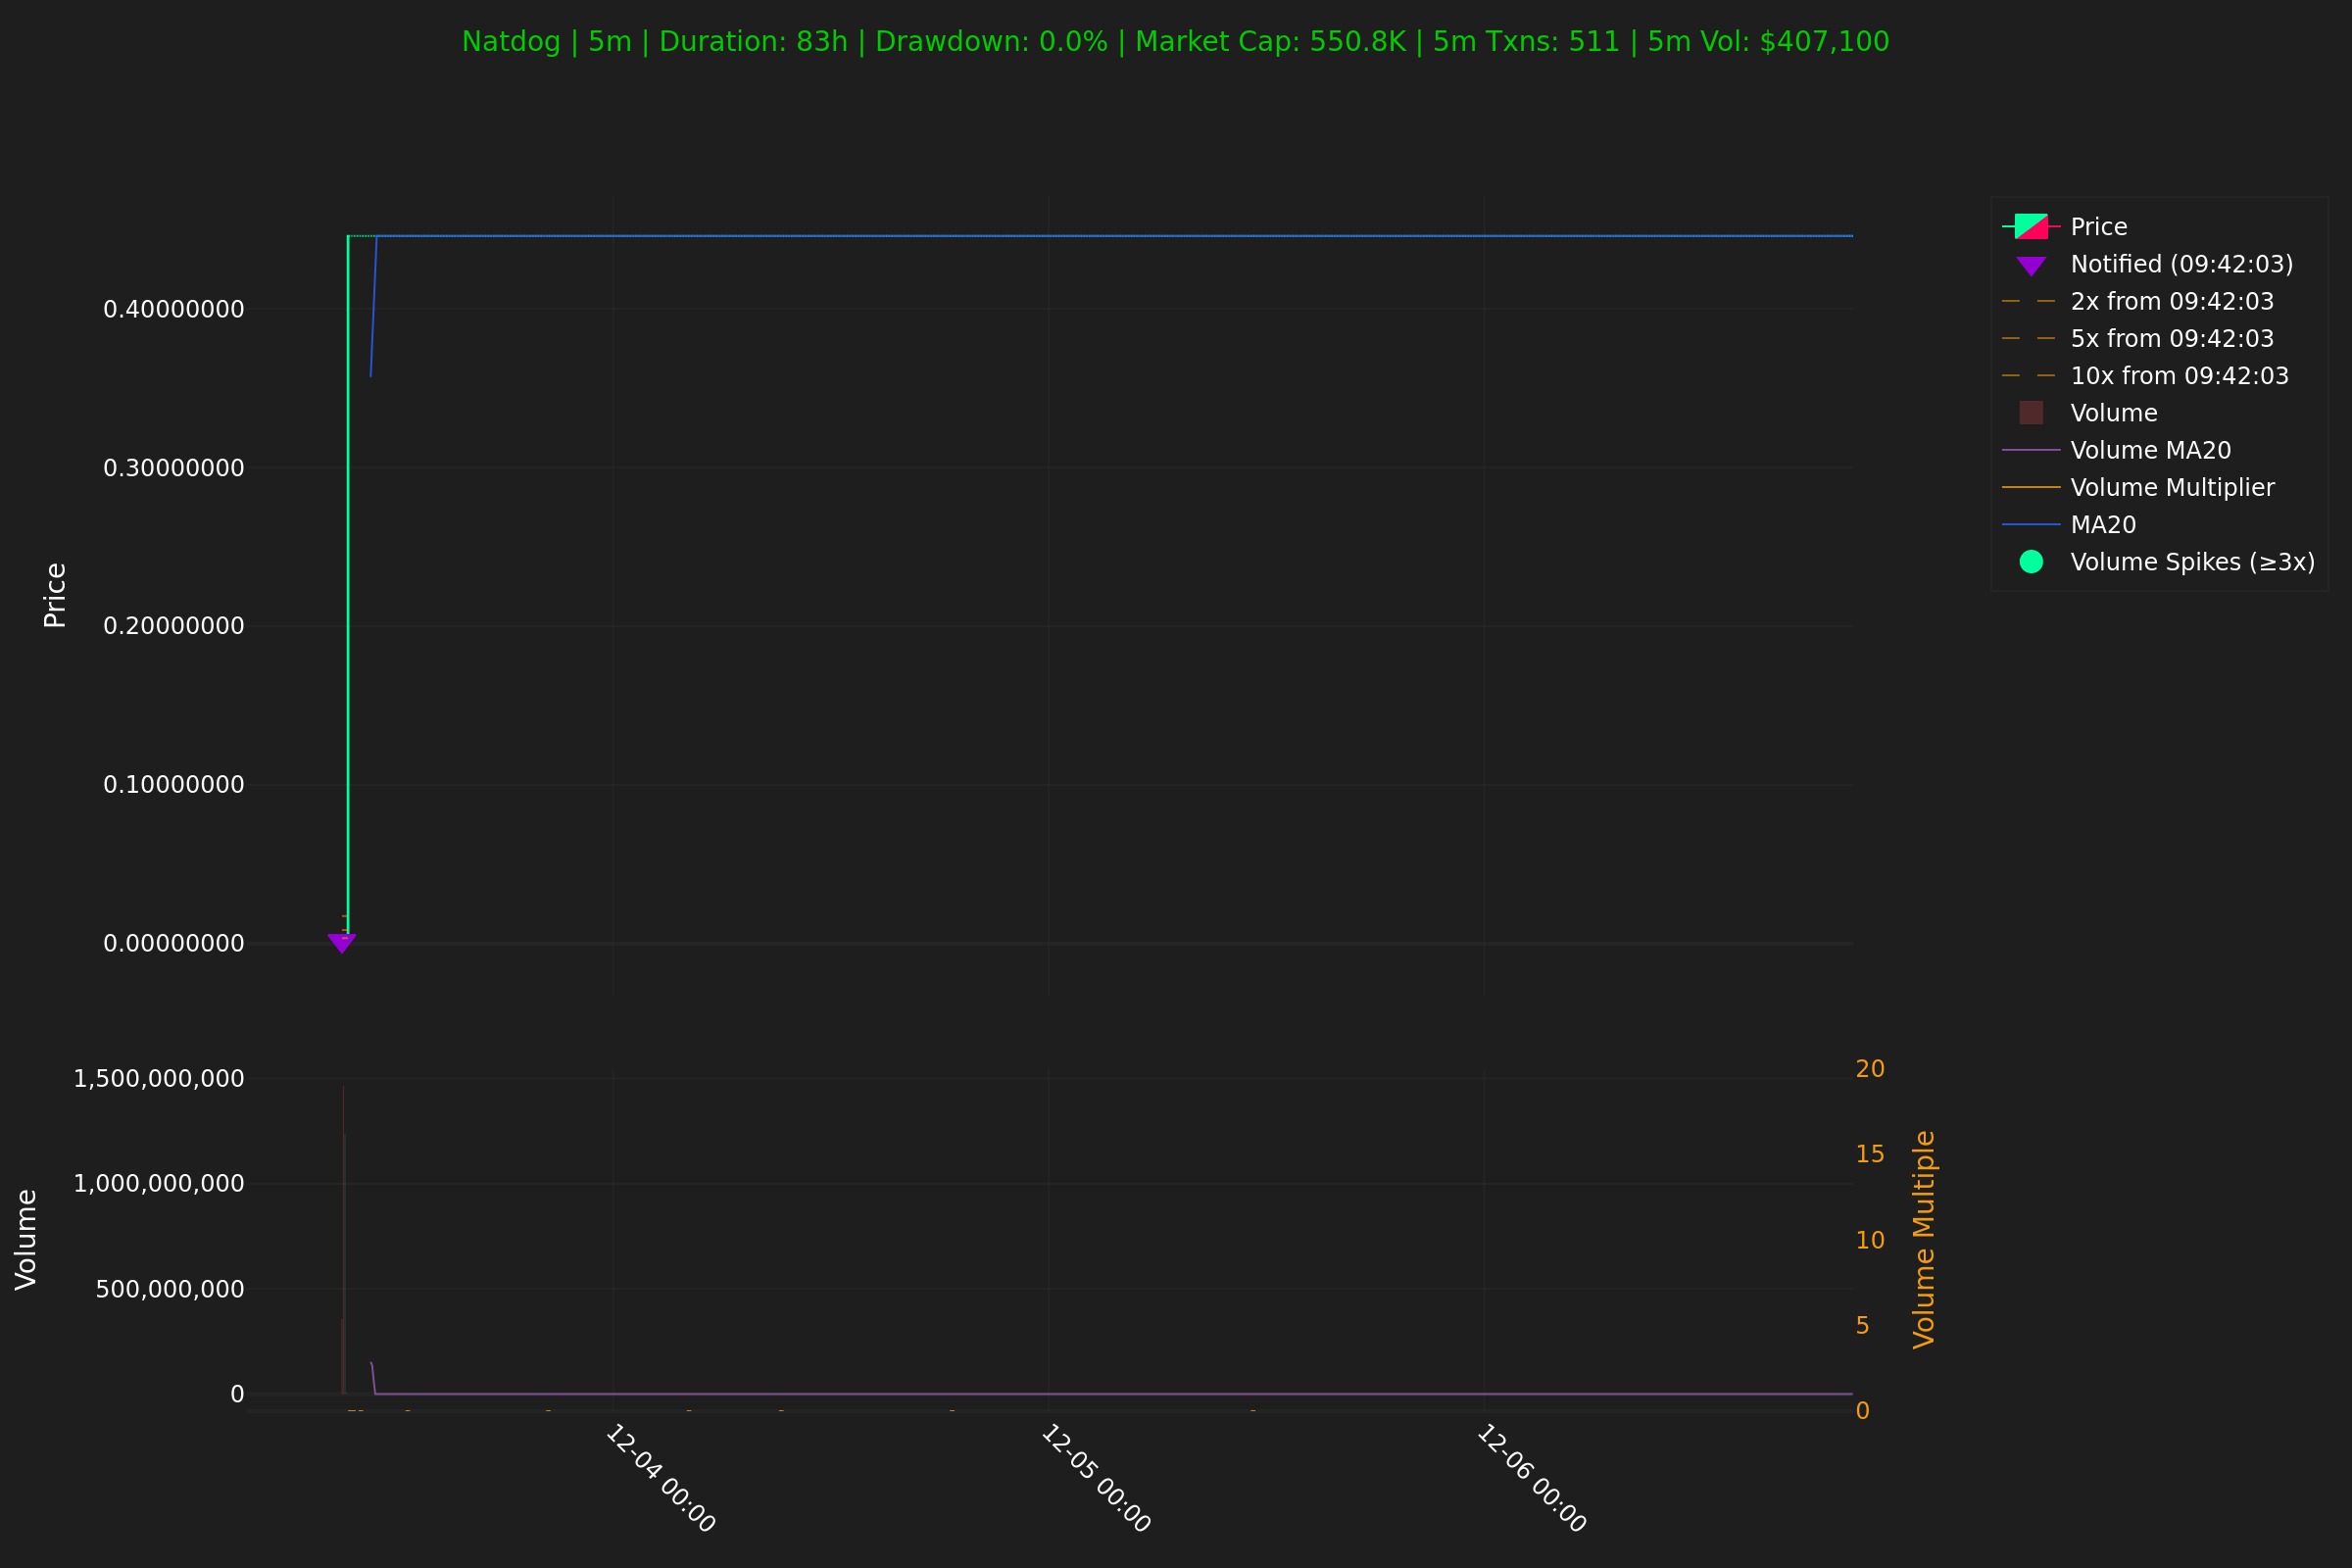 Natdog | 5m | Duration: 83h | Drawdown: 0.0% | Market Cap: 550.8K | 5m Txns: 511 | 5m Vol: $407,100
Price
0.40000000
0.30000000
0.20000000
0.10000000
0.00000000
Price
Notified (09:42:03)
2x from 09:42:03
5x from 09:42:03
10x from 09:42:03
Volume
Volume MA20
Volume Multiplier
MA20
Volume Spikes (≥3x)
Volume
1,500,000,000
1,000,000,000
500,000,000
0
20
15
10
5
0
Volume Multiple
12-04 00:00
12-05 00:00
12-06 00:00